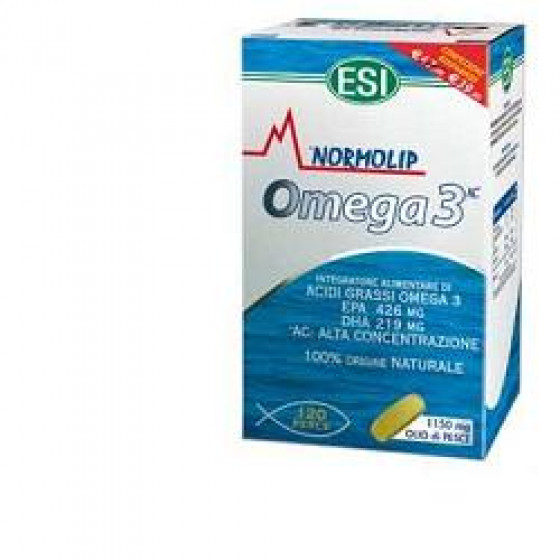 ESI
NORMOLIP
Omega 3
INTEGRATORE ALIMENTARE DI
ACIDI GRASSI OMEGA 3
EPA 426 MG
DHA 219 MG
*AC: ALTA CONCENTRAZIONE
100% ORIGINE NATURALE
120
PERLE
1150 mg
OLIO di PESCE